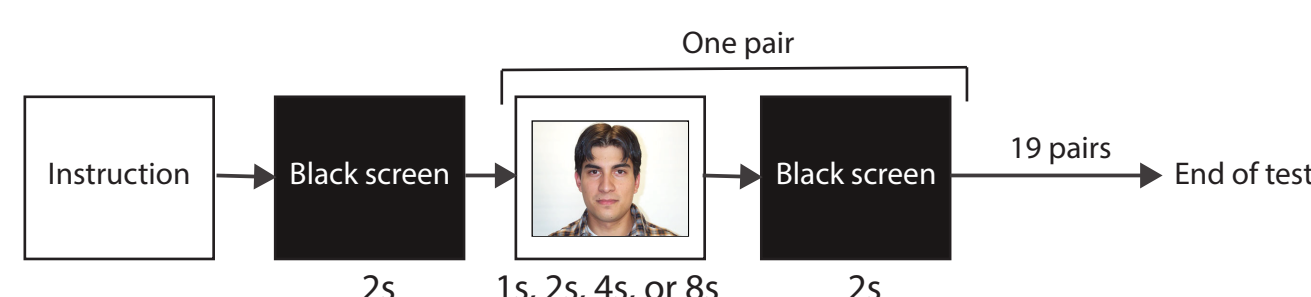 One pair
Instruction
Black screen
Black screen
19 pairs
End of test
2s
1s, 2s, 4s, or 8s
2s